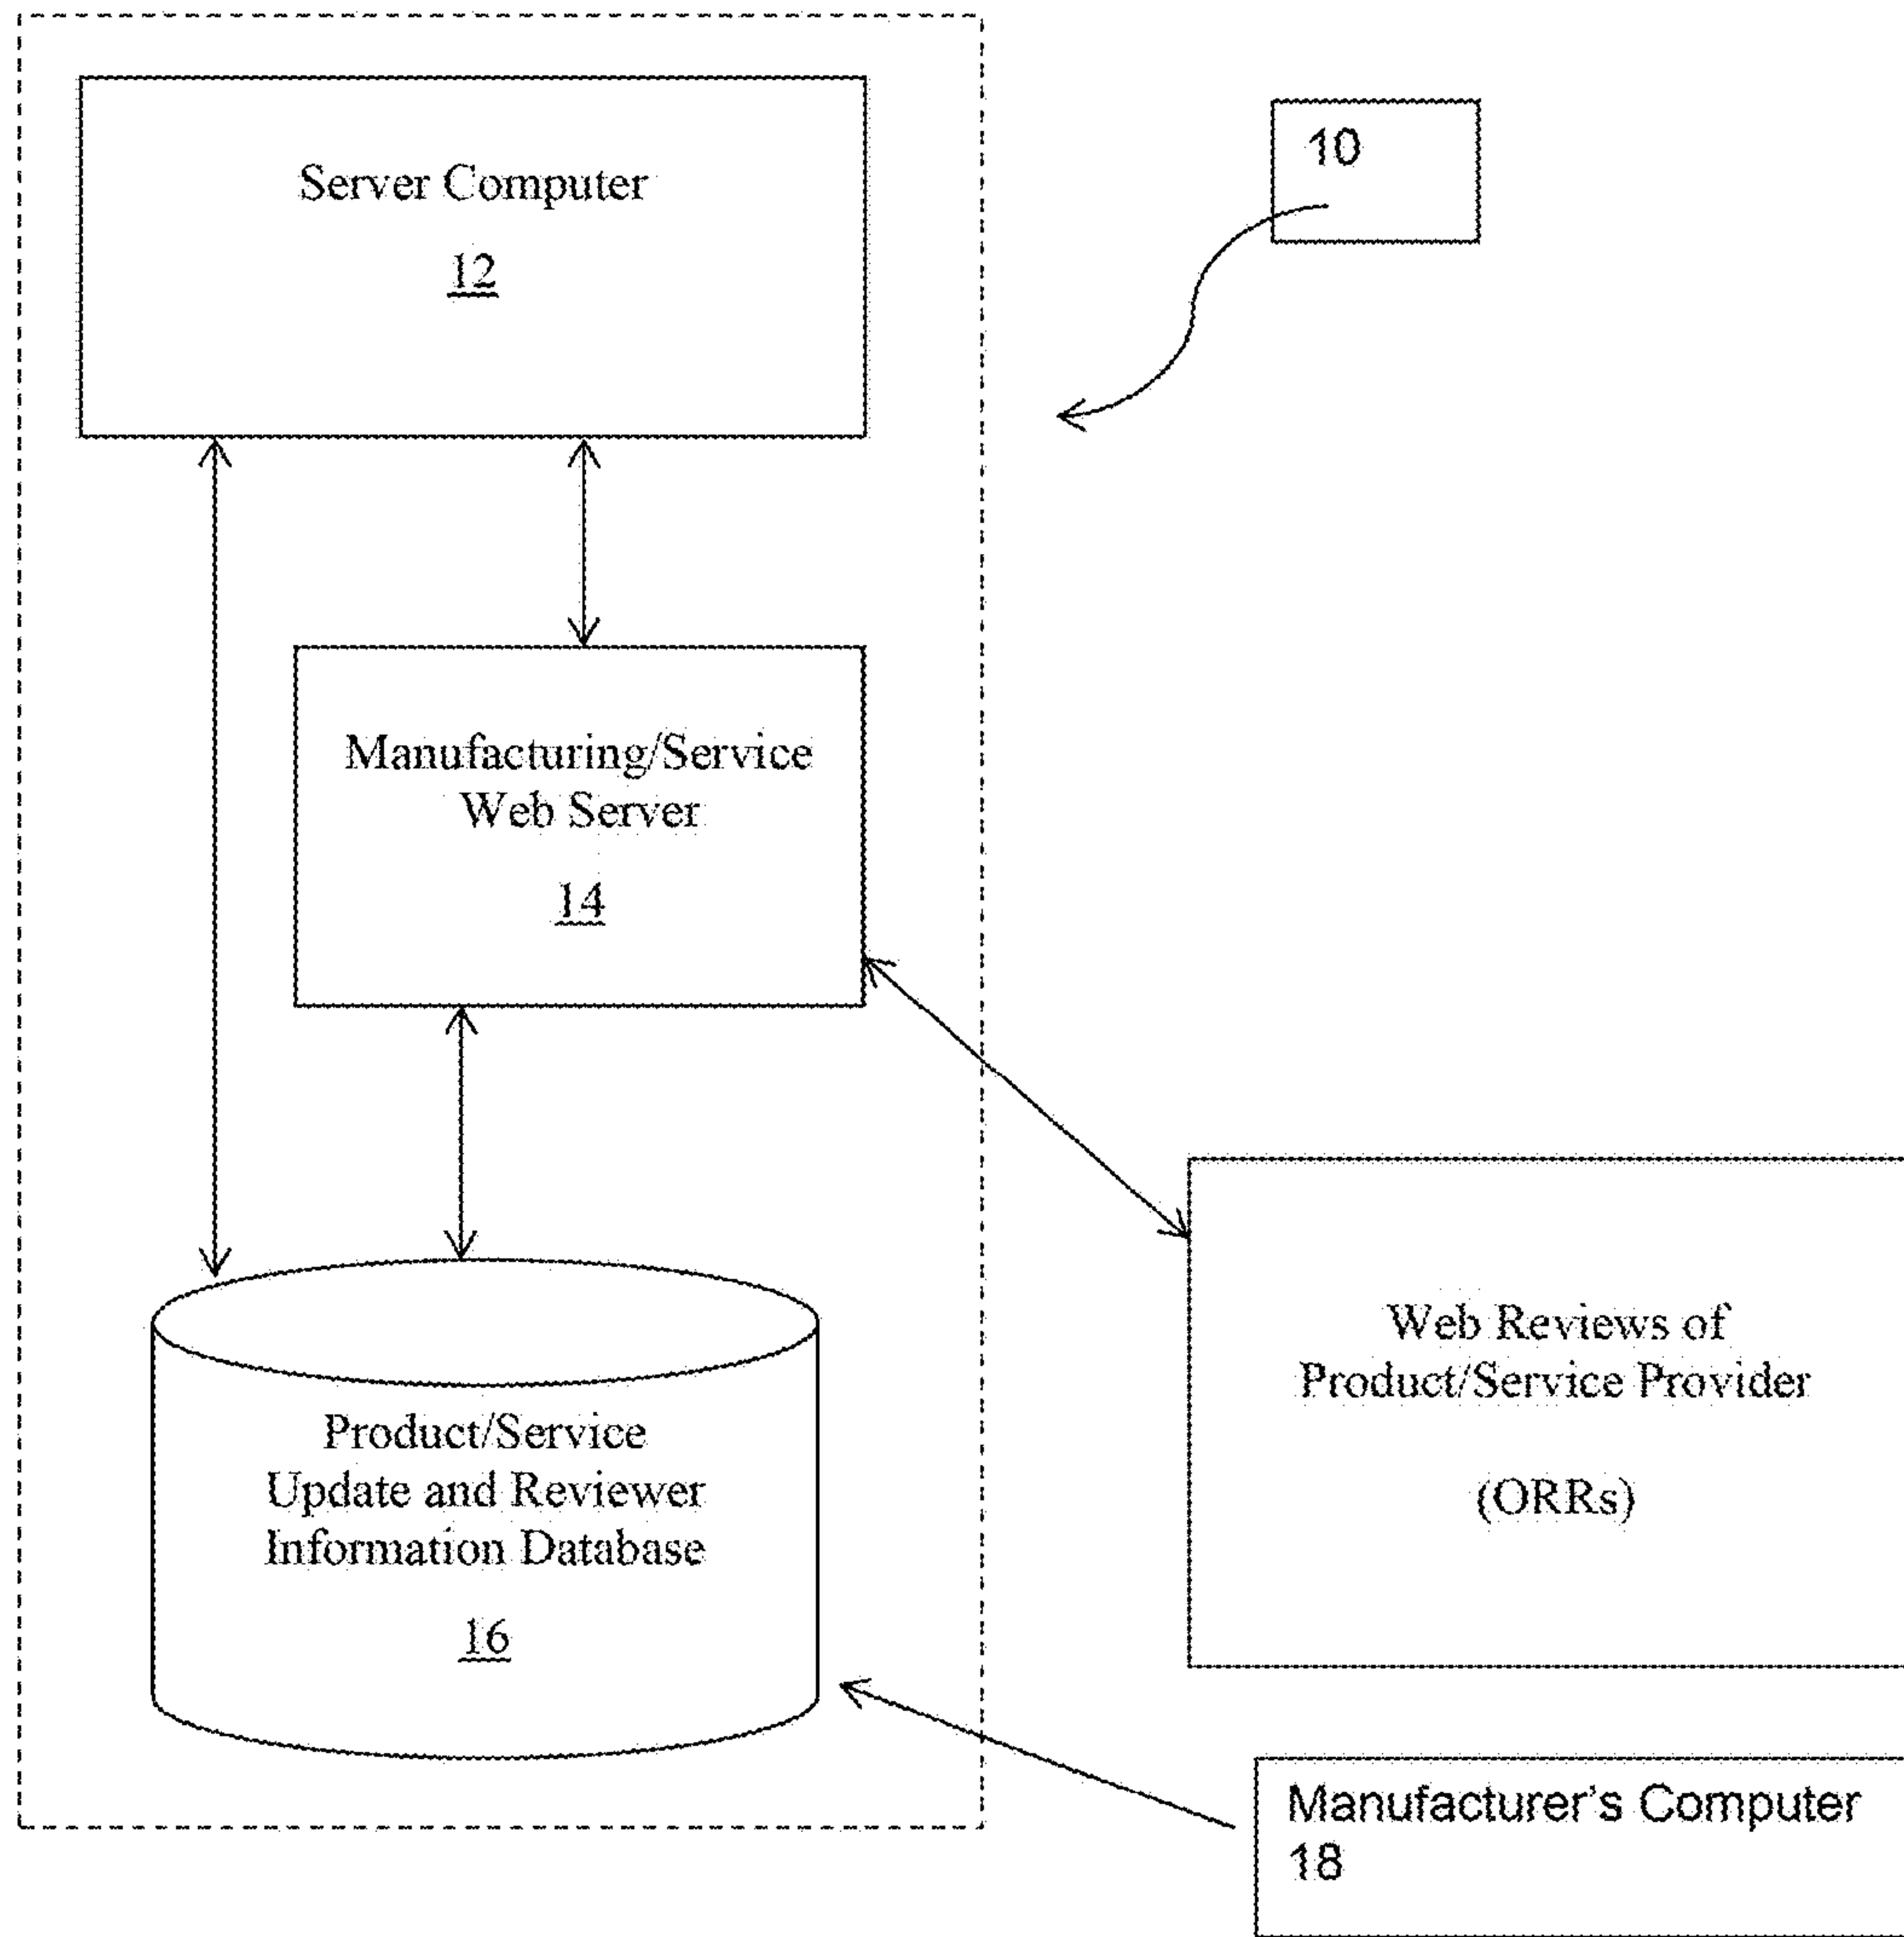 Server Computer
12
10
Manufacturing/Service
Web Server
14
Web Reviews of
Product/Service Provider
(ORRs)
Product/Service
Update and Reviewer
Information Database
16
Manufacturer's Computer
18